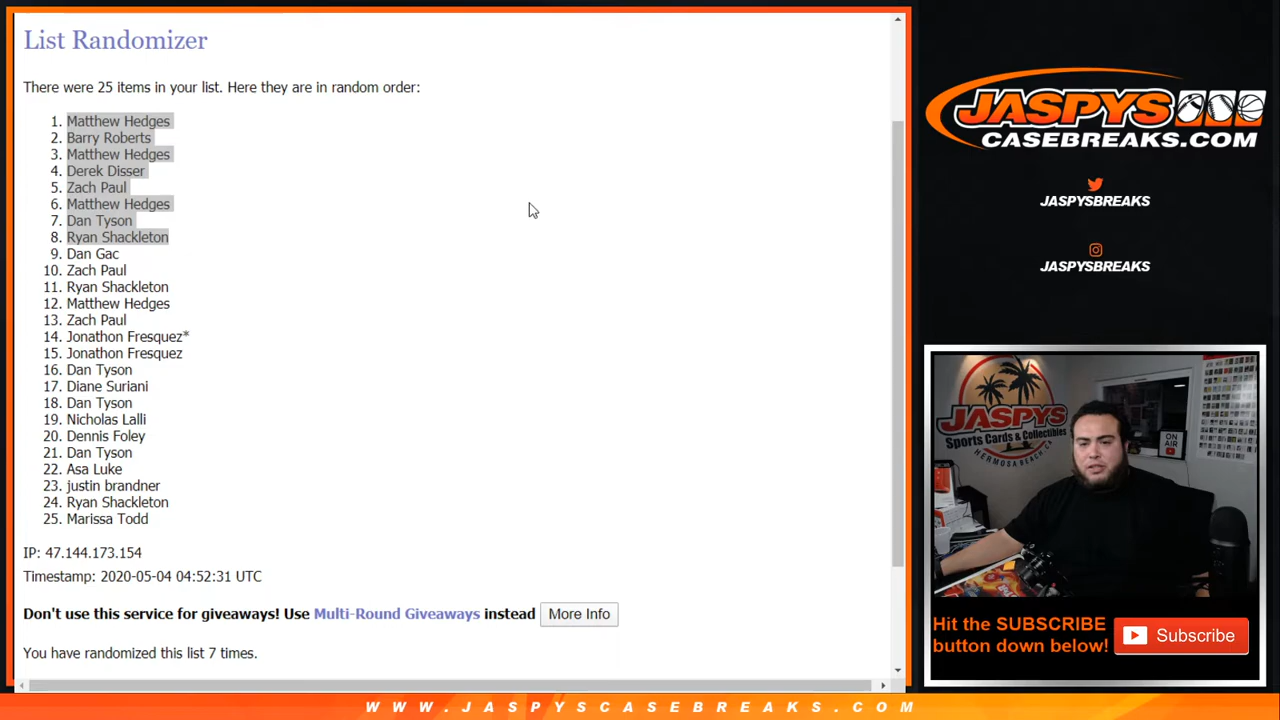 List Randomizer
There were 25 items in your list. Here they are in random order:
1. Matthew Hedges
2. Barry Roberts
3. Matthew Hedges
4. Derek Disser
5. Zach Paul
6. Matthew Hedges
7. Dan Tyson
8. Ryan Shackleton
9. Dan Gac
10. Zach Paul
11. Ryan Shackleton
12. Matthew Hedges
13. Zach Paul
14. Jonathon Fresquez*
15. Jonathon Fresquez
16. Dan Tyson
17. Diane Suriani
18. Dan Tyson
19. Nicholas Lalli
20. Dennis Foley
21. Dan Tyson
22. Asa Luke
23. justin brandner
24. Ryan Shackleton
25. Marissa Todd
IP: 47.144.173.154
Timestamp: 2020-05-04 04:52:31 UTC
Don't use this service for giveaways! Use Multi-Round Giveaways instead More Info
You have randomized this list 7 times.
JASPYS
CASEBREAKS.COM
JASPYSBREAKS
JASPYSBREAKS
JASPYS
Sports Cards & Collectibles
HERMOSA BEACH, CA
ON AIR
Hit the SUBSCRIBE
button down below!
Subscribe
WWW.JASPYSCASEBREAKS.COM